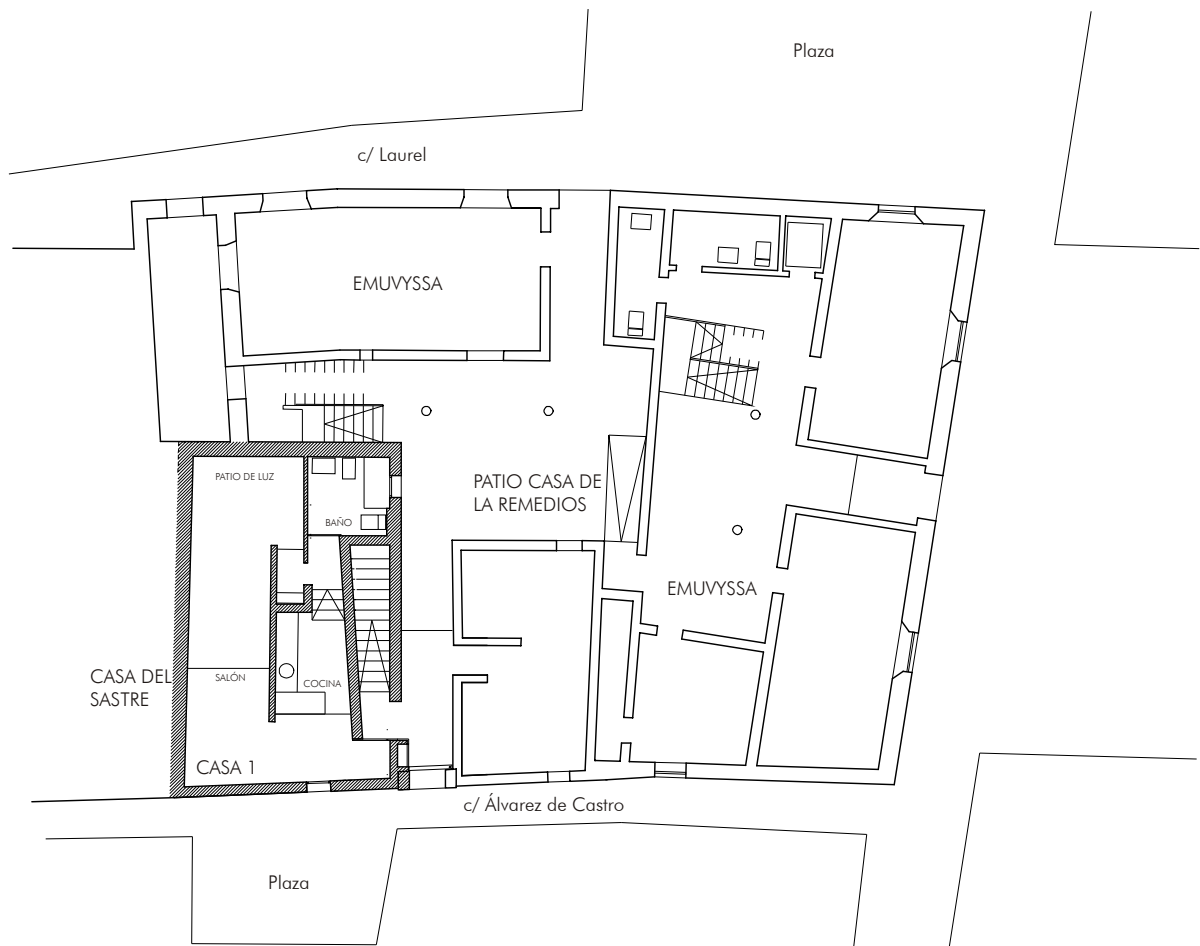 Plaza
c/ Laurel
EMUVYSSA
PATIO DE LUZ
BAÑO
PATIO CASA DE
LA REMEDIOS
EMUVYSSA
CASA DEL
SASTRE
SALÓN
COCINA
CASA 1
c/ Álvarez de Castro
Plaza